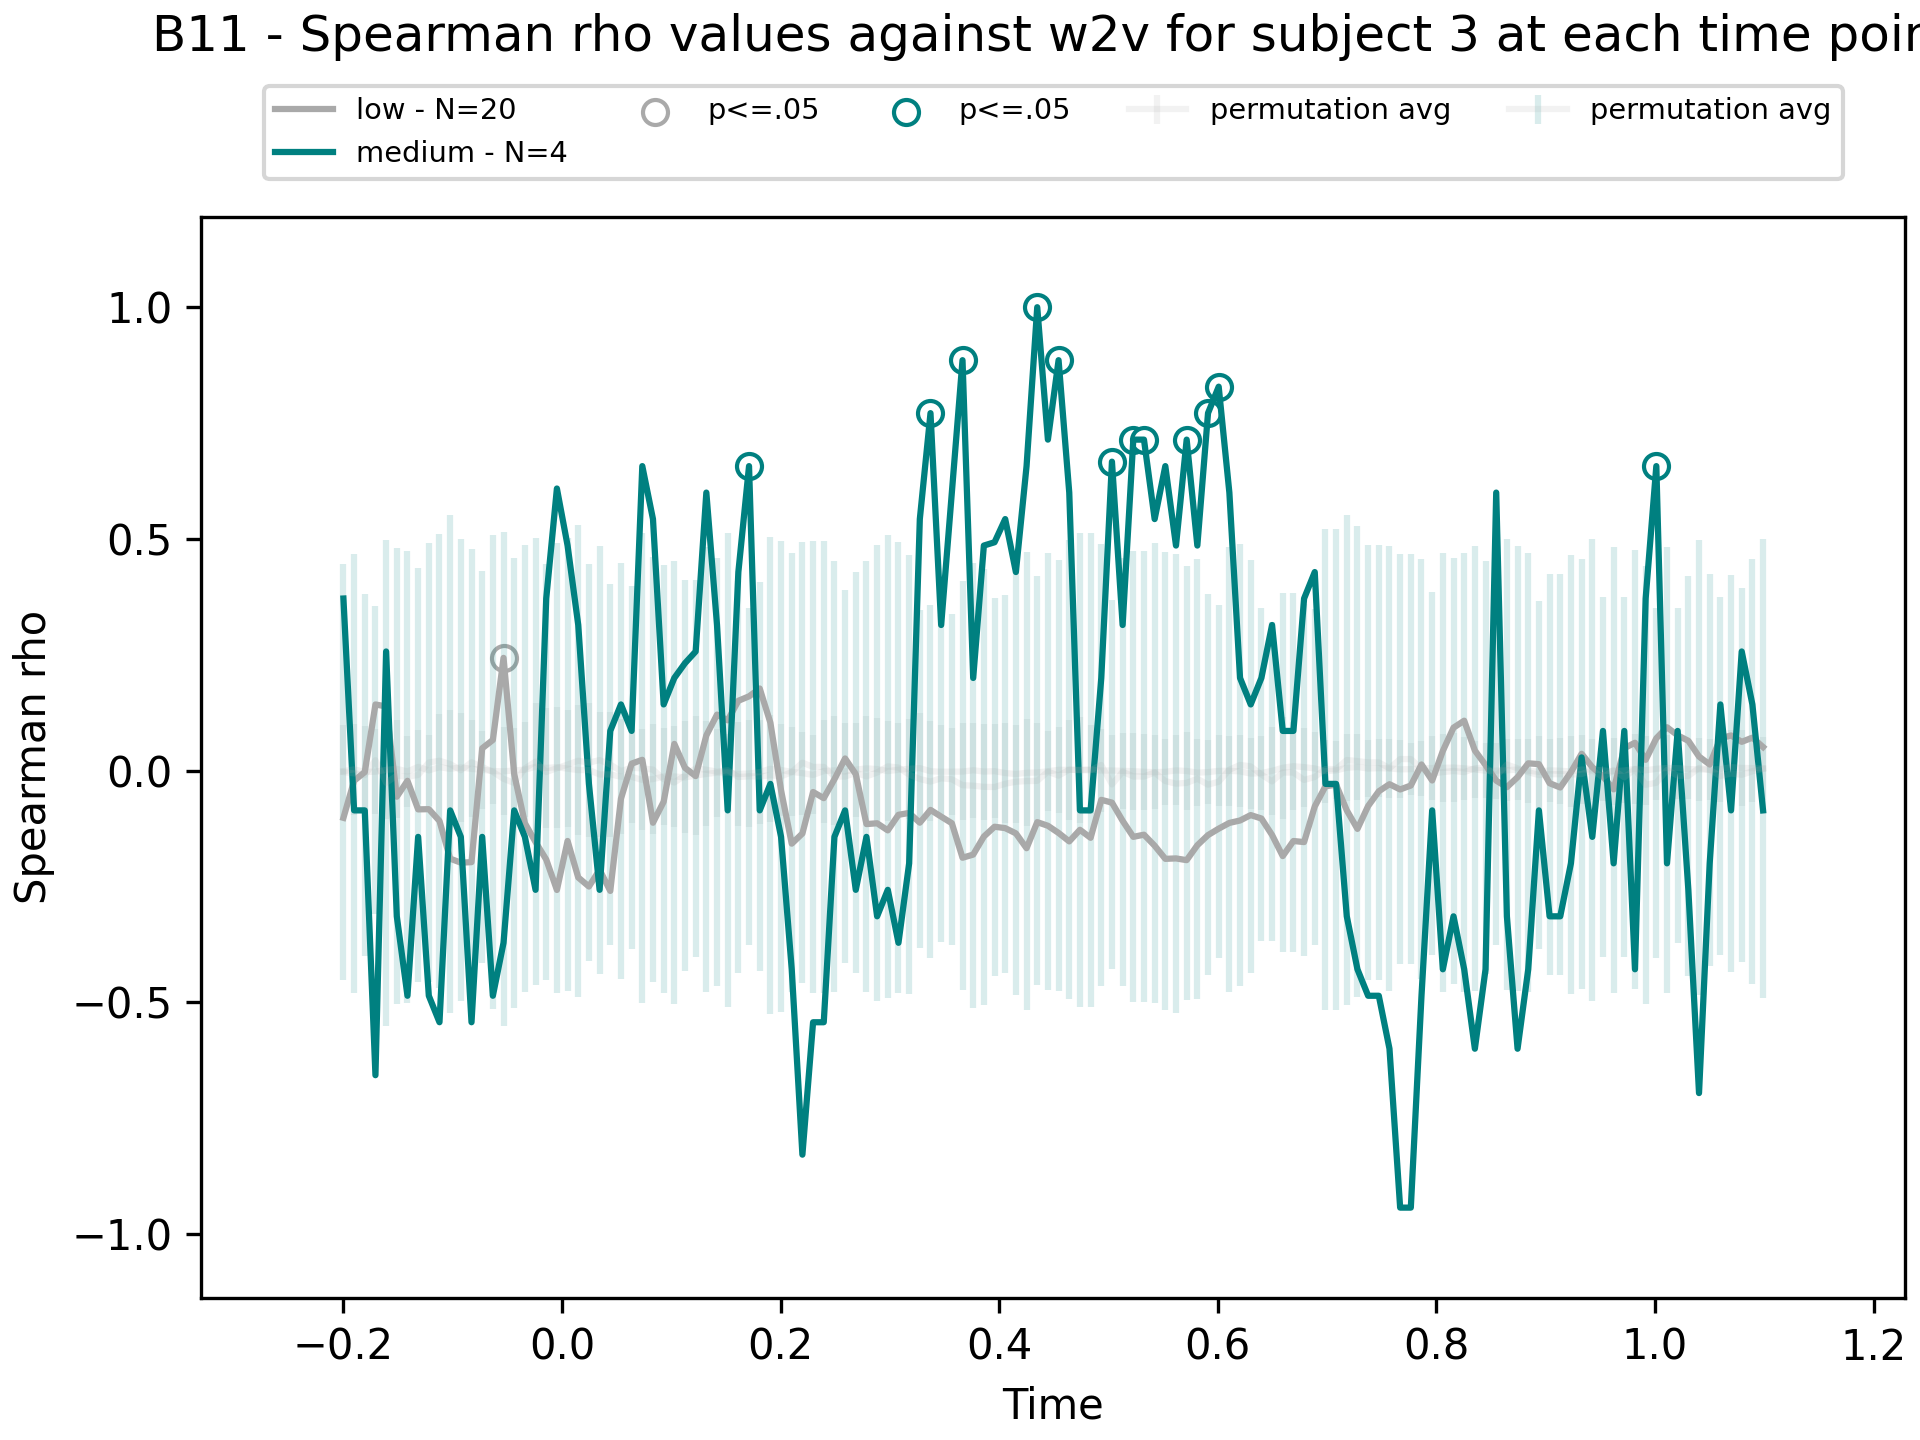 B11 - Spearman rho values against w2v for subject 3 at each time
low - N=20
p<=.05
p<=.05
permutation avg
permutation avg
medium - N=4
Spearman rho
1.0
0.5
0.0
−0.5
−1.0
−0.2
0.0
0.2
0.4
0.6
0.8
1.0
1.2
Time